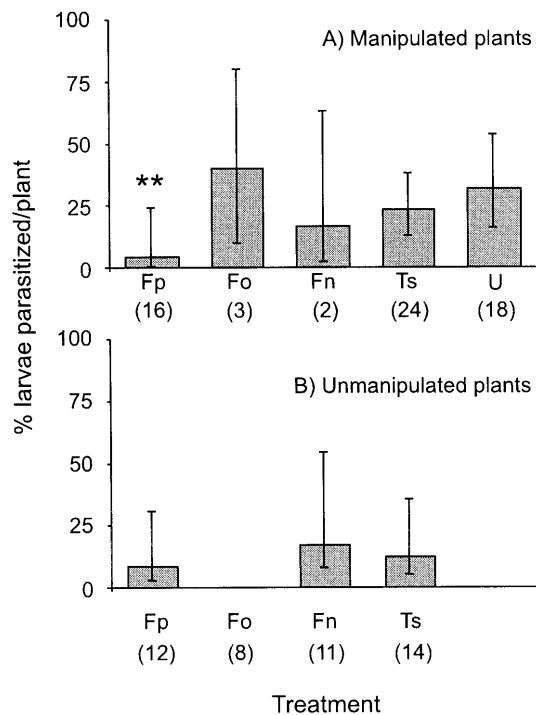 % larvae parasitized/plant
A) Manipulated plants
100
75
50
25
0
**
Fp Fo Fn Ts U
(16) (3) (2) (24) (18)
B) Unmanipulated plants
100
75
50
25
0
Fp Fo Fn Ts
(12) (8) (11) (14)
Treatment